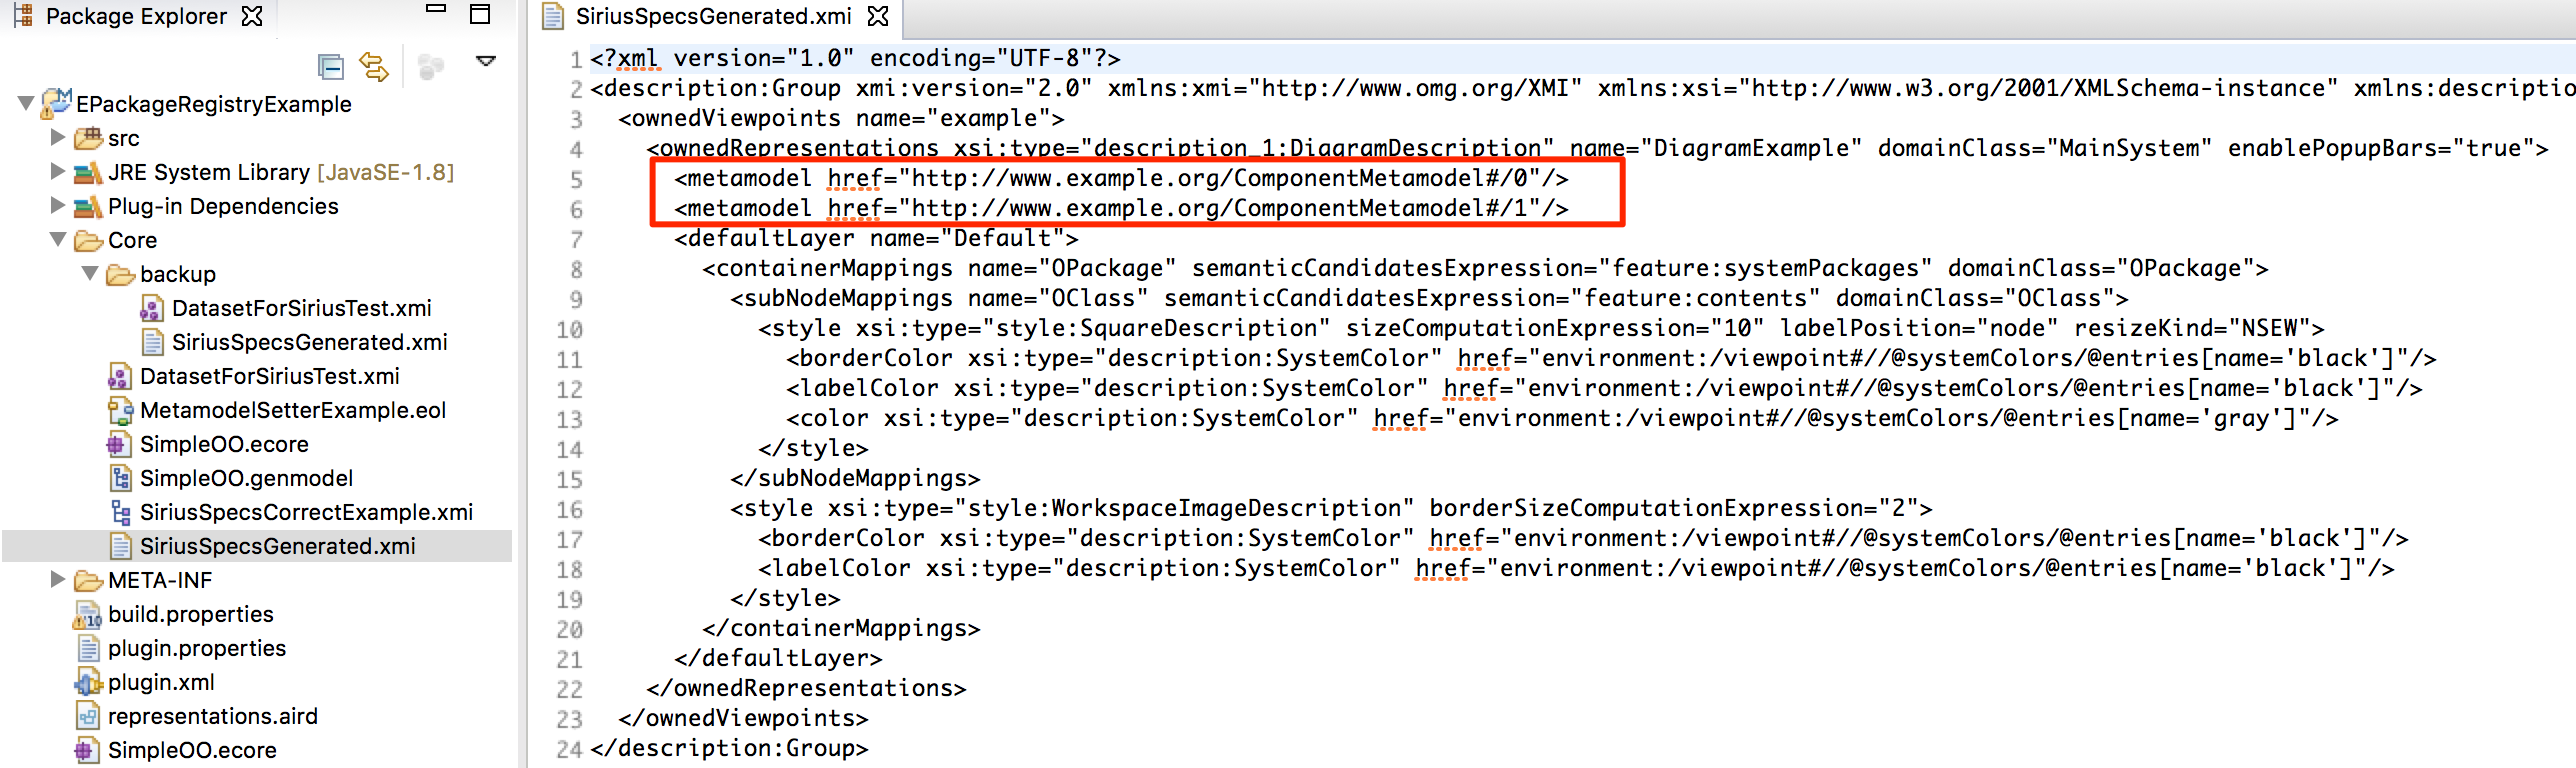 Package Explorer
EPackageRegistryExample
src
JRE System Library [JavaSE-1.8]
Plug-in Dependencies
Core
backup
DatasetForSiriusTest.xmi
SiriusSpecsGenerated.xmi
DatasetForSiriusTest.xmi
MetamodelSetterExample.eol
SimpleOO.ecore
SimpleOO.genmodel
SiriusSpecsCorrectExample.xmi
SiriusSpecsGenerated.xmi
META-INF
build.properties
plugin.properties
plugin.xml
representations.aird
SimpleOO.ecore
SiriusSpecsGenerated.xmi
1 <?xml version="1.0" encoding="UTF-8"?>
2 <description:Group xmi:version="2.0" xmlns:xmi="http://www.omg.org/XMI" xmlns:xsi="http://www.w3.org/2001/XMLSchema-instance" xmlns:descriptio
3 <ownedViewpoints name="example">
4 <ownedRepresentations xsi:type="description_1:DiagramDescription" name="DiagramExample" domainClass="MainSystem" enablePopupBars="true">
5 <metamodel href="http://www.example.org/ComponentMetamodel#/0"/>
6 <metamodel href="http://www.example.org/ComponentMetamodel#/1"/>
7 <defaultLayer name="Default">
8 <containerMappings name="OPackage" semanticCandidatesExpression="feature:systemPackages" domainClass="OPackage">
9 <subNodeMappings name="OClass" semanticCandidatesExpression="feature:contents" domainClass="OClass">
10 <style xsi:type="style:SquareDescription" sizeComputationExpression="10" labelPosition="node" resizeKind="NSEW">
11 <borderColor xsi:type="description:SystemColor" href="environment:/viewpoint#//@systemColors/@entries[name='black']"/>
12 <labelColor xsi:type="description:SystemColor" href="environment:/viewpoint#//@systemColors/@entries[name='black']"/>
13 <color xsi:type="description:SystemColor" href="environment:/viewpoint#//@systemColors/@entries[name='gray']"/>
14 </style>
15 </subNodeMappings>
16 <style xsi:type="style:WorkspaceImageDescription" borderSizeComputationExpression="2">
17 <borderColor xsi:type="description:SystemColor" href="environment:/viewpoint#//@systemColors/@entries[name='black']"/>
18 <labelColor xsi:type="description:SystemColor" href="environment:/viewpoint#//@systemColors/@entries[name='black']"/>
19 </style>
20 </containerMappings>
21 </defaultLayer>
22 </ownedRepresentations>
23 </ownedViewpoints>
24 </description:Group>